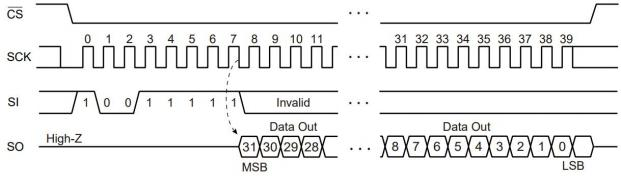 CS
0 1 2 3 4 5 6 7 8 9 10 11 31 32 33 34 35 36 37 38 39
SCK
SI 1 0 0 1 1 1 1 1 Invalid
Data Out Data Out
High-Z
SO 31 30 29 28 8 7 6 5 4 3 2 1 0
MSB LSB